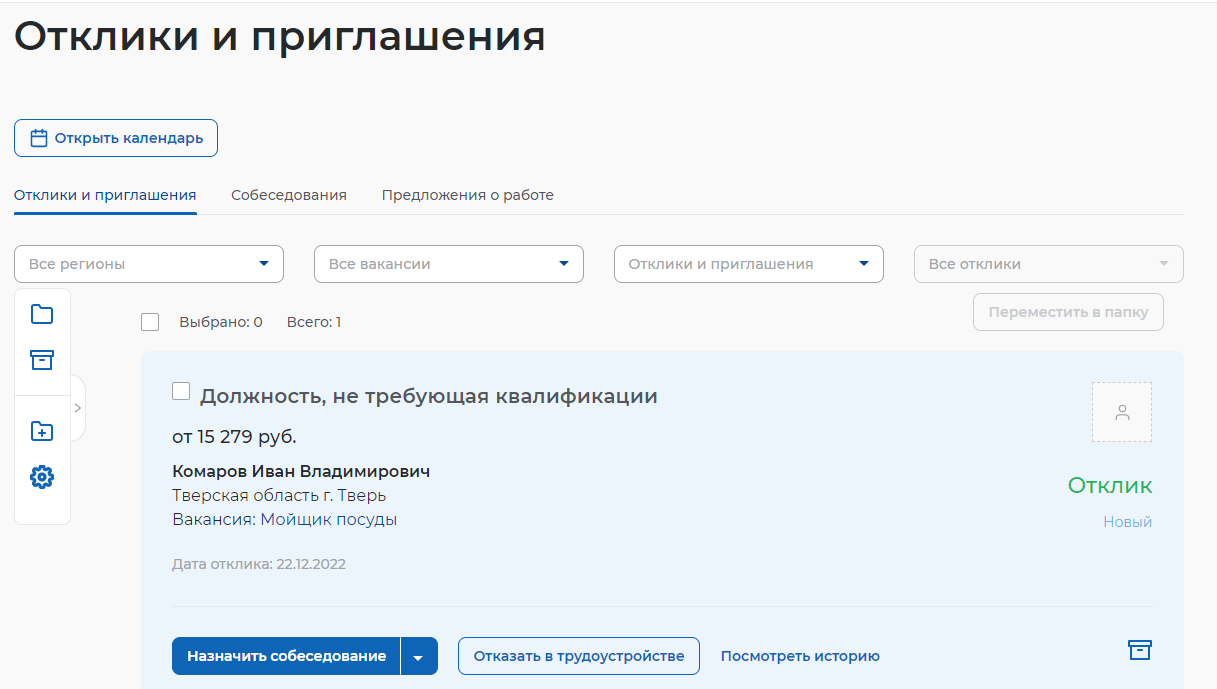 Отклики и приглашения
Открыть календарь
Отклики и приглашения Собеседования Предложения о работе
Все регионы Все вакансии Отклики и приглашения Все отклики
Выбрано: 0 Всего: 1 Переместить в папку
Должность, не требующая квалификации
от 15 279 руб.
Комаров Иван Владимирович
Тверская область г. Тверь
Вакансия: Мойщик посуды
Отклик
Новый
Дата отклика: 22.12.2022
Назначить собеседование Отказать в трудоустройстве Посмотреть историю